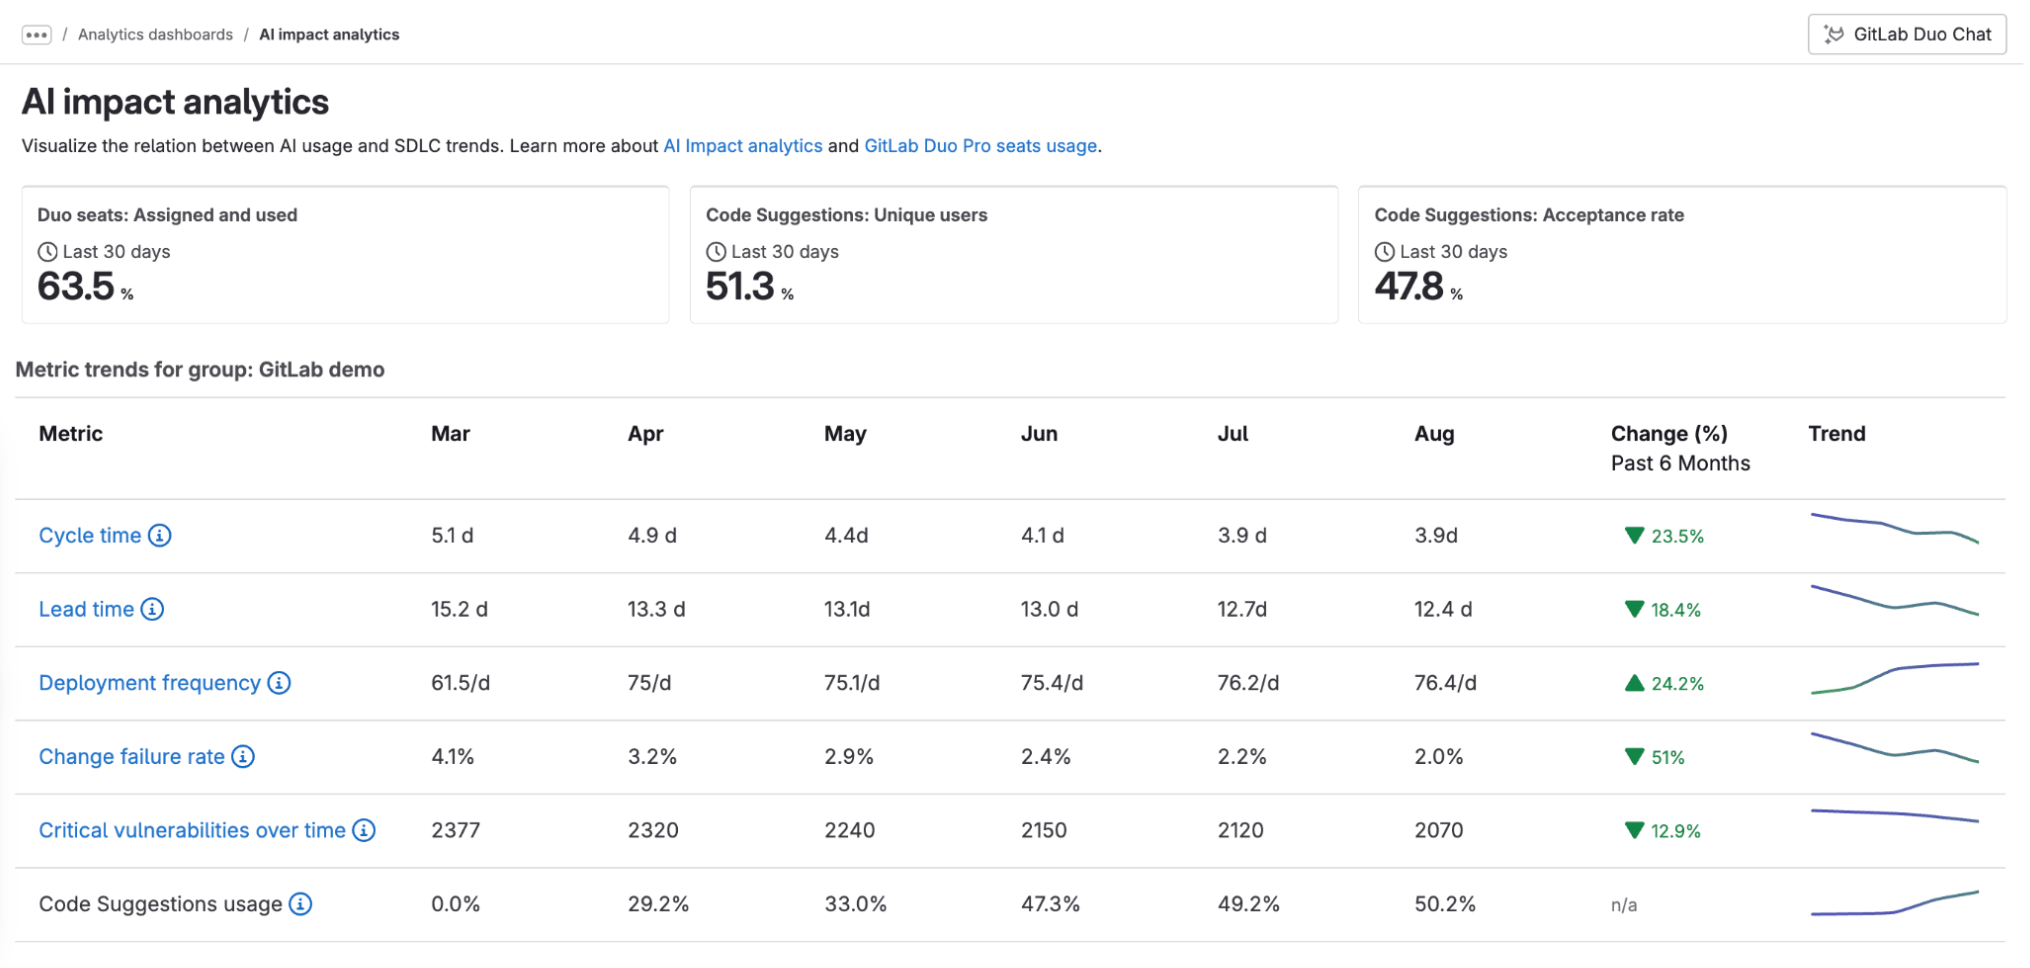 ••• / Analytics dashboards / AI impact analytics
GitLab Duo Chat
AI impact analytics
Visualize the relation between AI usage and SDLC trends. Learn more about AI Impact analytics and GitLab Duo Pro seats usage.
Duo seats: Assigned and used
Last 30 days
63.5 %
Code Suggestions: Unique users
Last 30 days
51.3 %
Code Suggestions: Acceptance rate
Last 30 days
47.8 %
Metric trends for group: GitLab demo
Metric Mar Apr May Jun Jul Aug Change (%) Trend
Past 6 Months
Cycle time 5.1 d 4.9 d 4.4d 4.1 d 3.9 d 3.9d 23.5%
Lead time 15.2 d 13.3 d 13.1d 13.0 d 12.7d 12.4 d 18.4%
Deployment frequency 61.5/d 75/d 75.1/d 75.4/d 76.2/d 76.4/d 24.2%
Change failure rate 4.1% 3.2% 2.9% 2.4% 2.2% 2.0% 51%
Critical vulnerabilities over time 2377 2320 2240 2150 2120 2070 12.9%
Code Suggestions usage 0.0% 29.2% 33.0% 47.3% 49.2% 50.2% n/a